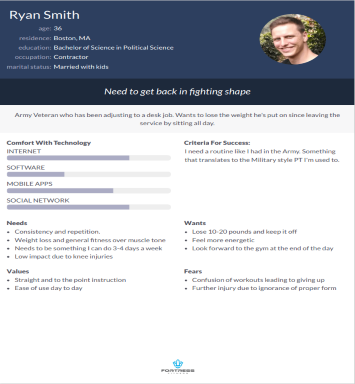 Ryan Smith
age: 36
residence: Boston, MA
education: Bachelor of Science in Political Science
occupation: Contractor
marital status: Married with kids
Need to get back in fighting shape
Army Veteran who has been adjusting to a desk job. Wants to lose the weight he's put on since leaving the
service by sitting all day.
Comfort With Technology
INTERNET
SOFTWARE
MOBILE APPS
SOCIAL NETWORK
Criteria For Success:
I need a routine like I had in the Army. Something
that translates to the Military style PT I'm used to.
Needs
• Consistency and repetition.
• Weight loss and general fitness over muscle tone
• Needs to be something I can do 3-4 days a week
• Low impact due to knee injuries
Wants
• Lose 10-20 pounds and keep it off
• Feel more energetic
• Look forward to the gym at the end of the day
Values
• Straight and to the point instruction
• Ease of use day to day
Fears
• Confusion of workouts leading to giving up
• Further injury due to ignorance of proper form
FORTRESS